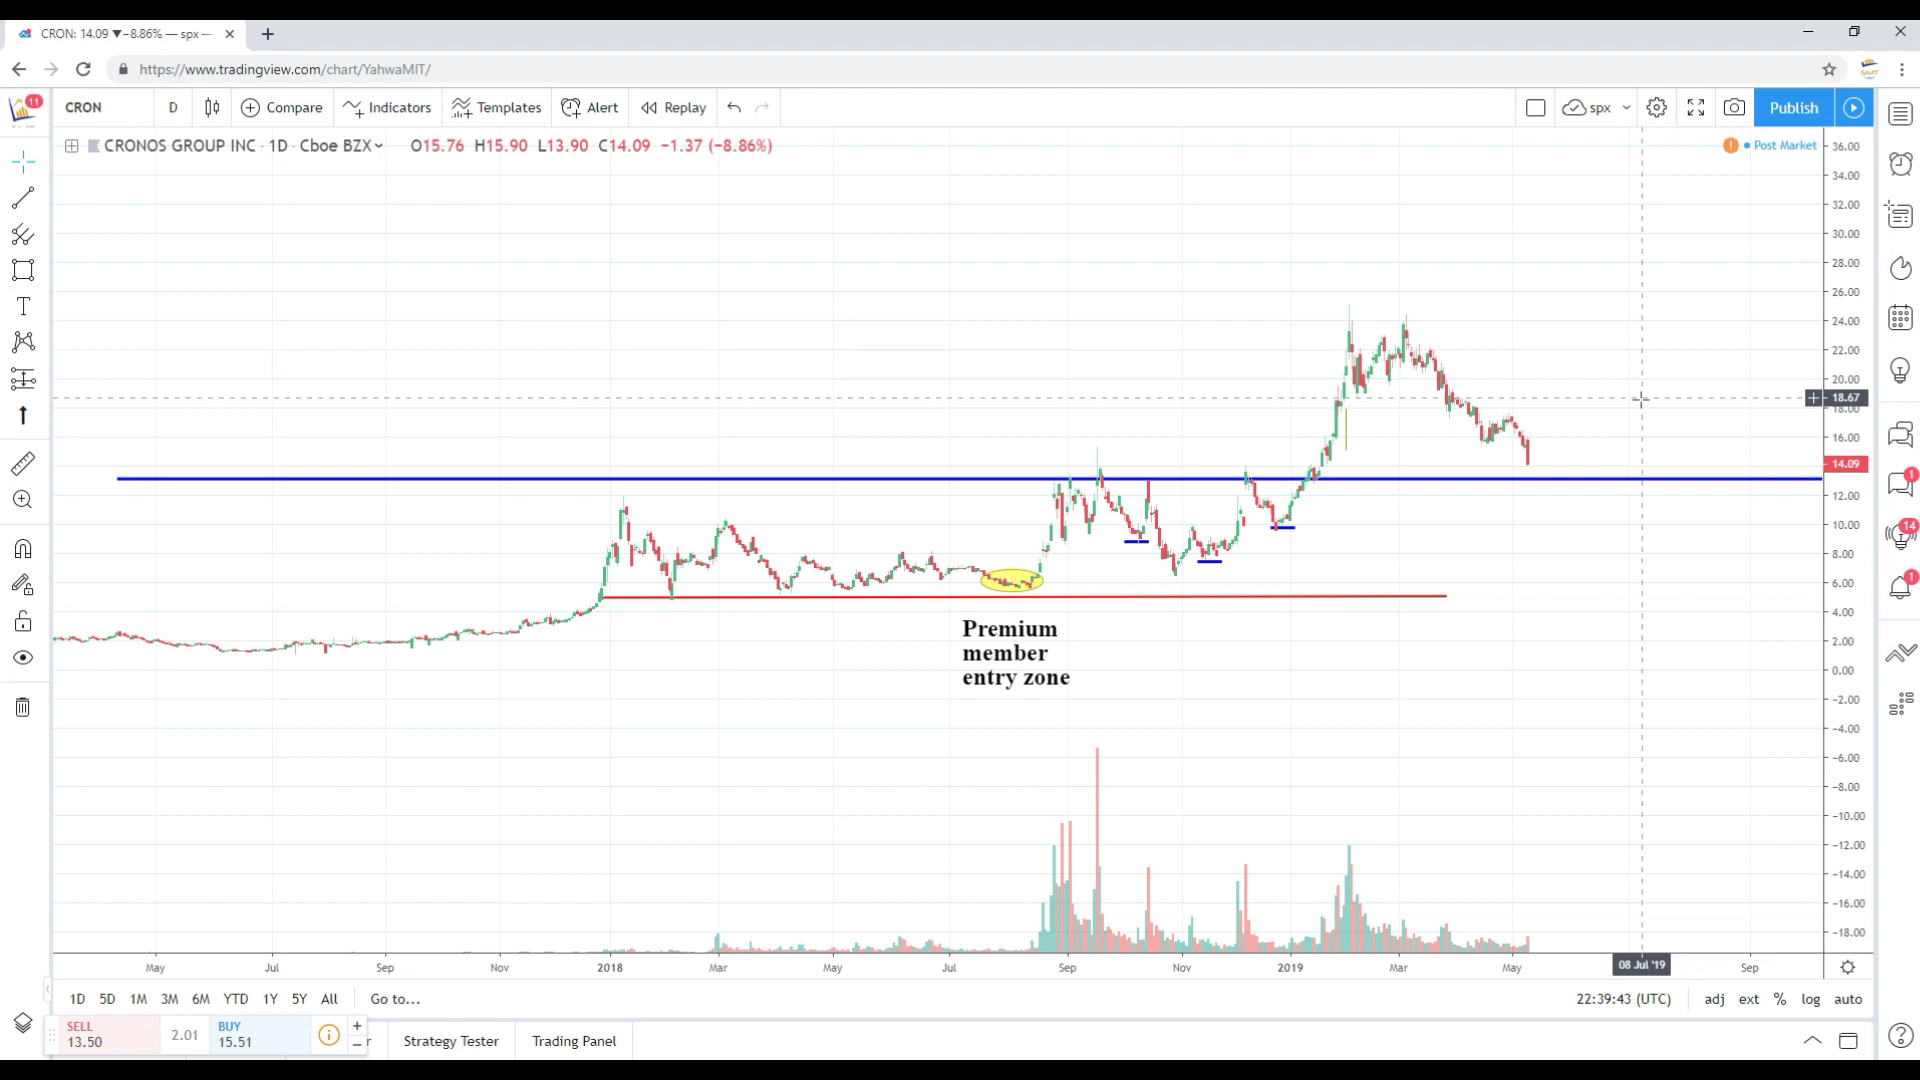 CRON: 14.09 ▼−8.86% — spx —
https://www.tradingview.com/chart/YahwaMIT/
SMT
11
CRON D Compare Indicators Templates Alert Replay spx Publish
CRONOS GROUP INC · 1D · Cboe BZX O15.76 H15.90 L13.90 C14.09 −1.37 (−8.86%)
Post Market
36.00
34.00
32.00
30.00
28.00
26.00
24.00
22.00
20.00
18.67
18.00
16.00
14.09
12.00
10.00
8.00
6.00
4.00
2.00
0.00
−2.00
−4.00
−6.00
−8.00
−10.00
−12.00
−14.00
−16.00
−18.00
1
14
1
Premium
member
entry zone
May Jul Sep Nov 2018 Mar May Jul Sep Nov 2019 Mar May 08 Jul '19 Sep
1D 5D 1M 3M 6M YTD 1Y 5Y All Go to... 22:39:43 (UTC) adj ext % log auto
SELL
13.50
2.01
BUY
15.51
r Strategy Tester Trading Panel